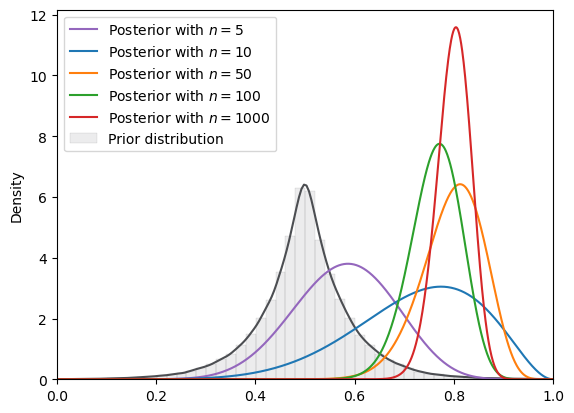 Posterior with n = 5
Posterior with n = 10
Posterior with n = 50
Posterior with n = 100
Posterior with n = 1000
Prior distribution
Density
12
10
8
6
4
2
0
0.0 0.2 0.4 0.6 0.8 1.0